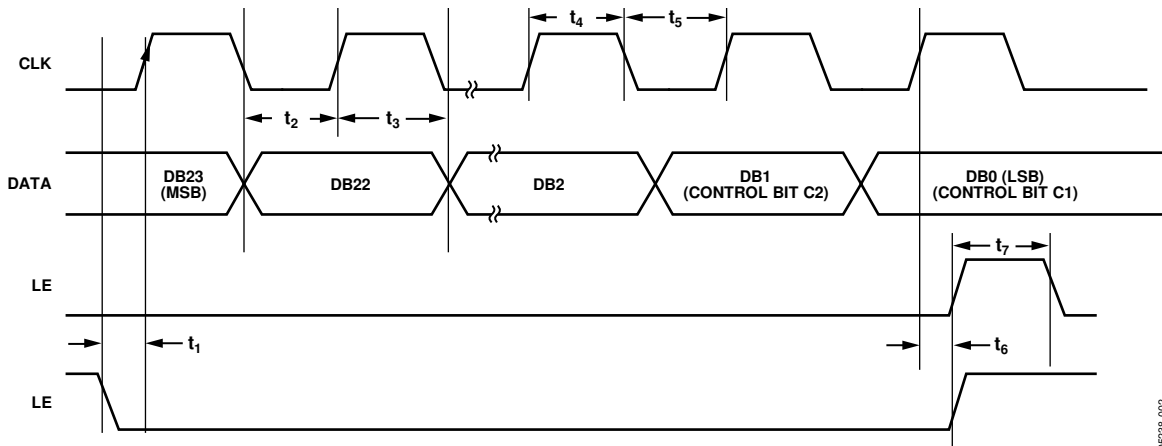 t4
t5
CLK
t2
t3
DATA
DB23
(MSB)
DB22
DB2
DB1
(CONTROL BIT C2)
DB0 (LSB)
(CONTROL BIT C1)
t7
LE
t1
t6
LE